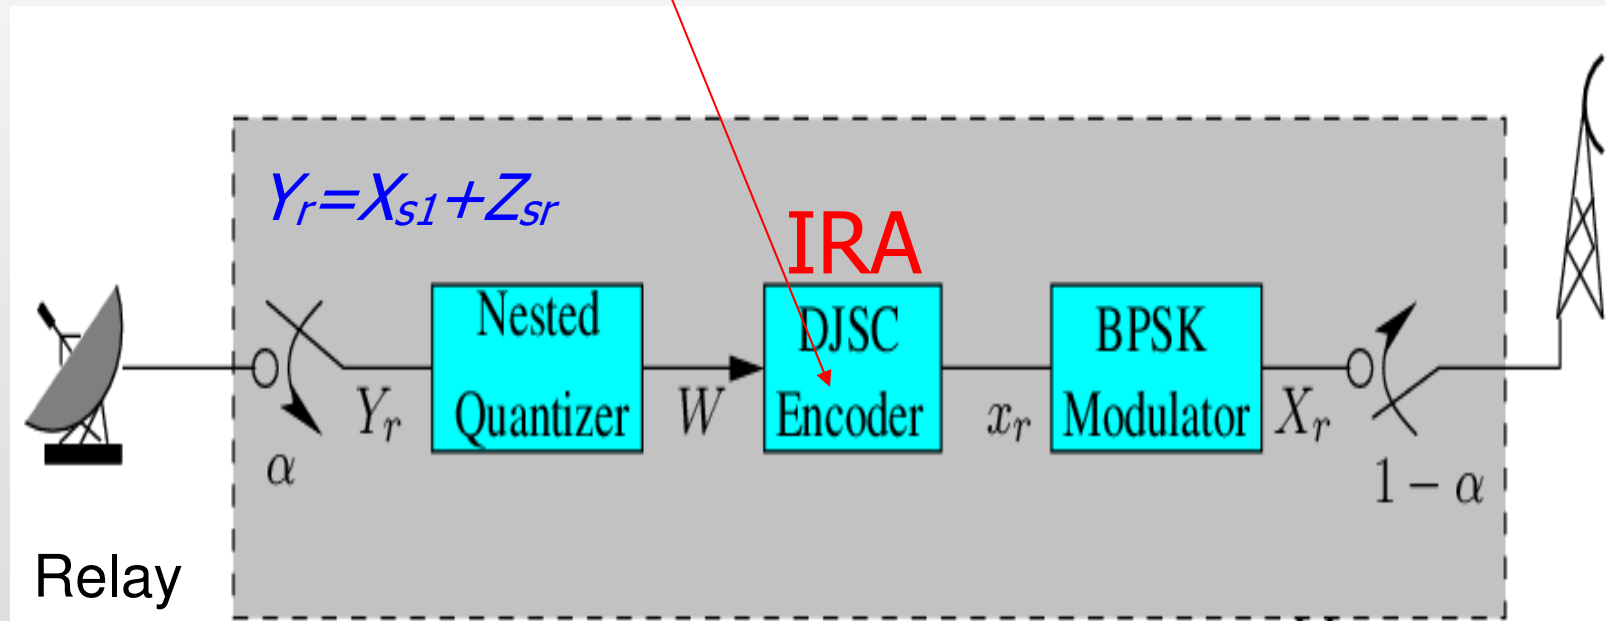 Yr=Xs1+Zsr
IRA
Nested
Quantizer
DJSC
Encoder
BPSK
Modulator
Yr
W
xr
Xr
α
1 − α
Relay